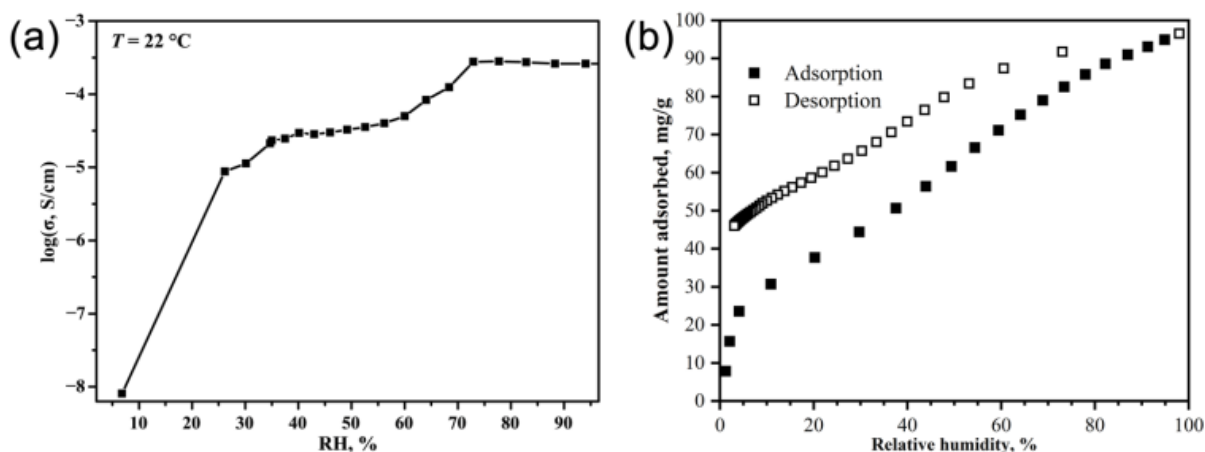 (a)
T = 22 °C
log(σ, S/cm)
−3
−4
−5
−6
−7
−8
10 20 30 40 50 60 70 80 90
RH, %
(b)
Adsorption
Desorption
Amount adsorbed, mg/g
100
90
80
70
60
50
40
30
20
10
0
0 20 40 60 80 100
Relative humidity, %